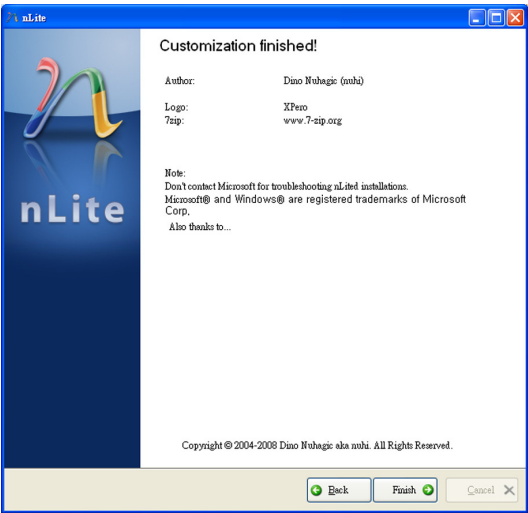 nLite
Customization finished!
Author: Dino Nuhagic (nuhi)
Logo: XPero
7zip: www.7-zip.org
nLite
Note:
Don't contact Microsoft for troubleshooting nLited installations.
Microsoft® and Windows® are registered trademarks of Microsoft
Corp.
Also thanks to...
Copyright © 2004-2008 Dino Nuhagic aka nuhi. All Rights Reserved.
Back Finish Cancel